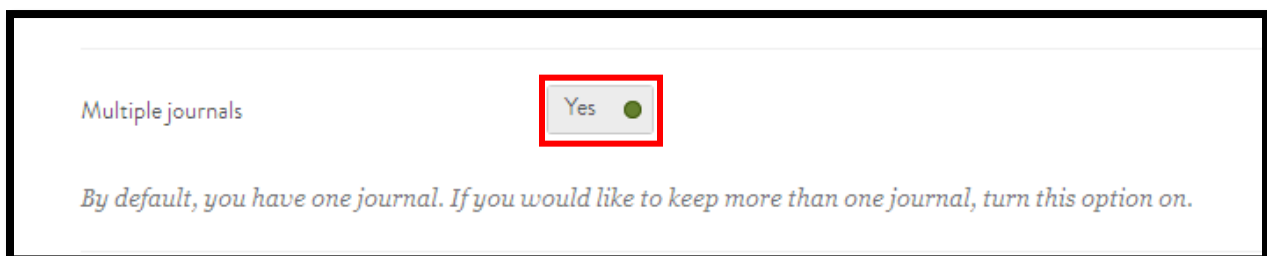 Multiple journals
Yes
By default, you have one journal. If you would like to keep more than one journal, turn this option on.